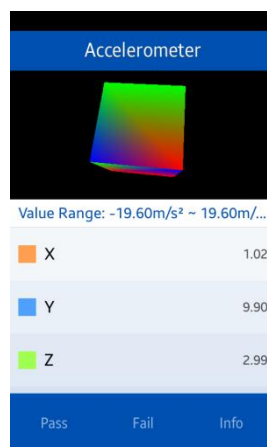 Accelerometer
Value Range: -19.60m/s² ~ 19.60m/...
X 1.02
Y 9.90
Z 2.99
Pass Fail Info